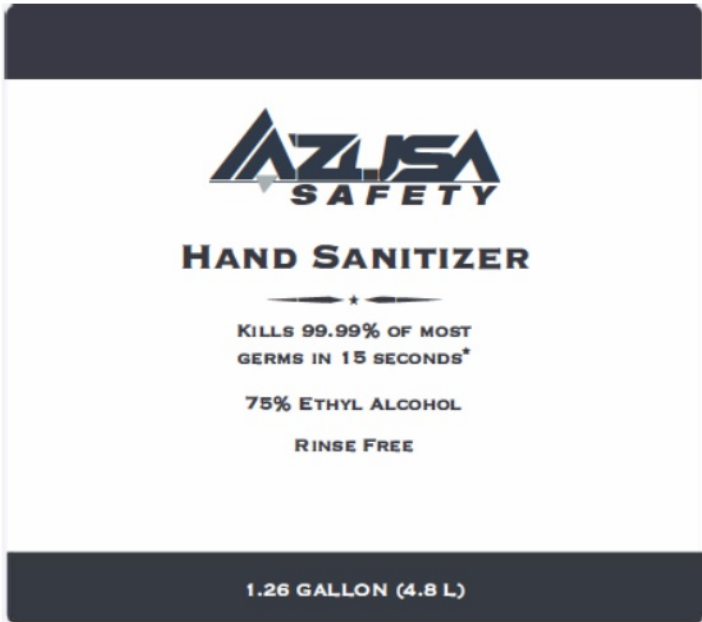 AZUSA
SAFETY
HAND SANITIZER
KILLS 99.99% OF MOST
GERMS IN 15 SECONDS*
75% ETHYL ALCOHOL
RINSE FREE
1.26 GALLON (4.8 L)